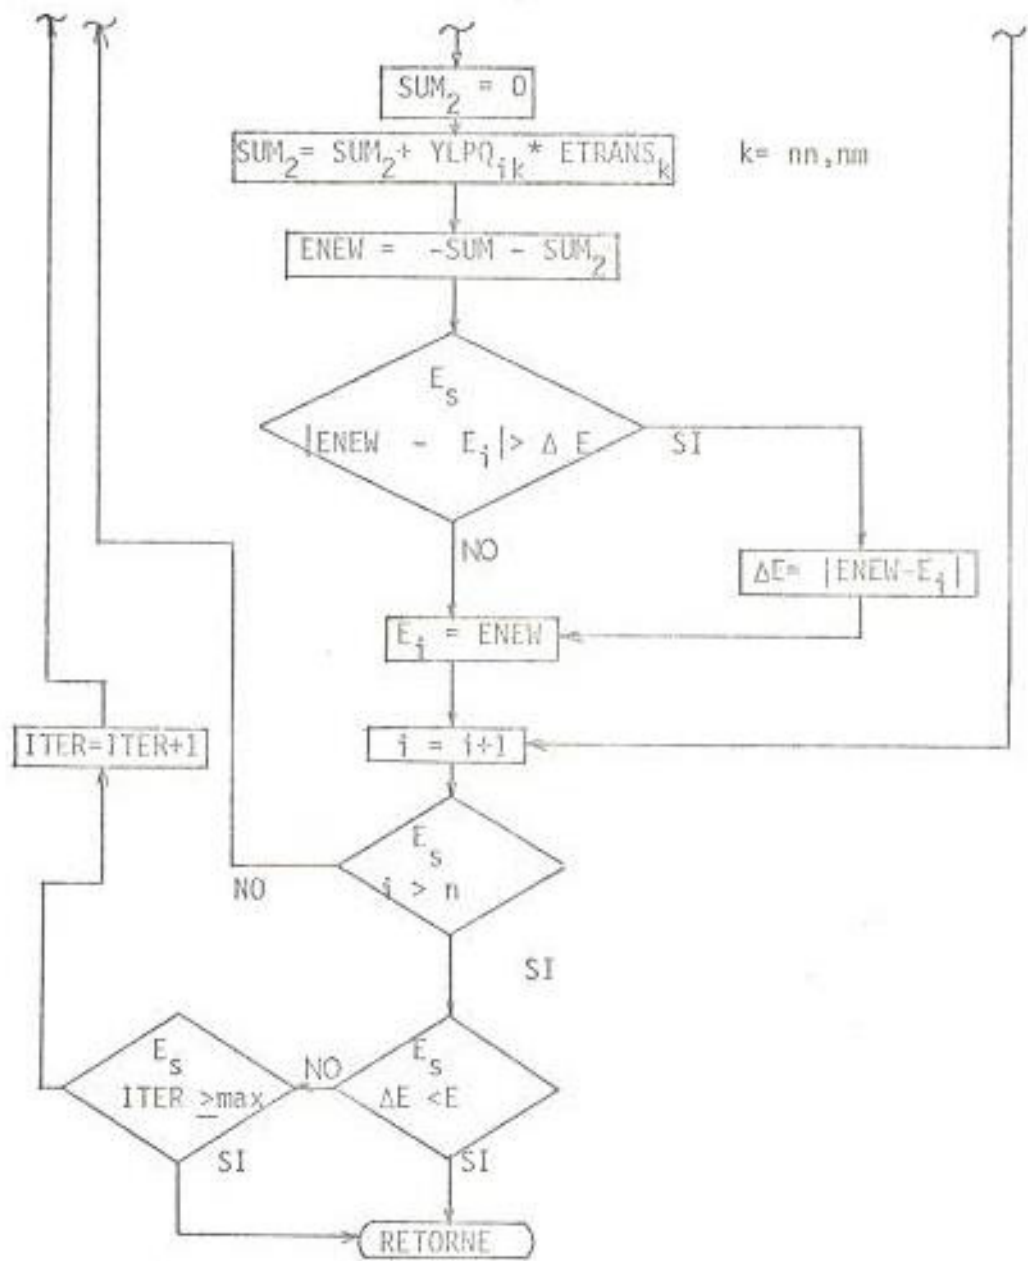 SUM₂ = 0
SUM₂= SUM₂+ YLPQᵢₖ* ETRANSₖ
k= nn,nm
ENEW = -SUM - SUM₂
Eₛ
|ENEW - Eᵢ|> Δ E
SI
NO
ΔE= |ENEW-Eᵢ|
Eᵢ = ENEW
ITER=ITER+1
i = i+1
Eₛ
i > n
NO
SI
Eₛ
ITER ≥max
NO
Eₛ
ΔE <E
SI
SI
RETORNE